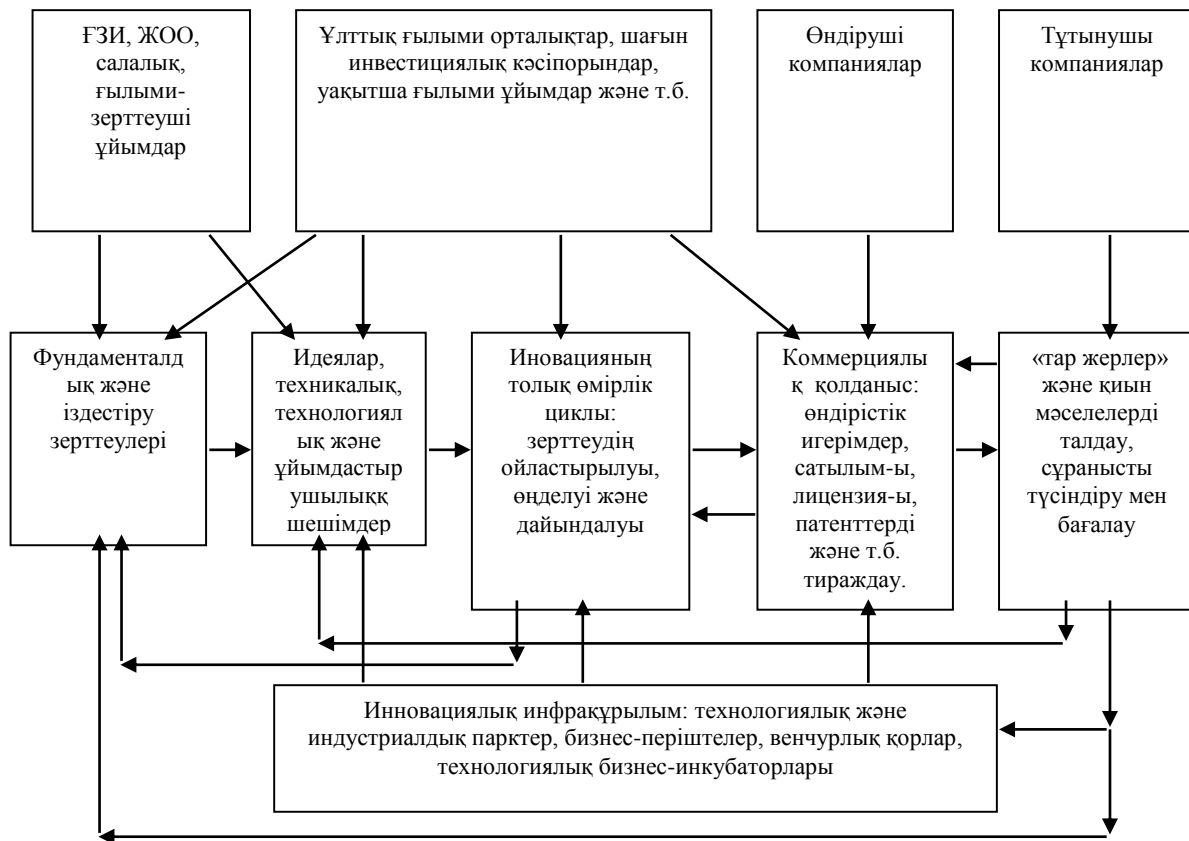 ҒЗИ, ЖОО,
салалық,
ғылыми-
зерттеуші
ұйымдар
Ұлттық ғылыми орталықтар, шағын
инвестициялық кәсіпорындар,
уақытша ғылыми ұйымдар және т.б.
Өндіруші
компаниялар
Тұтынушы
компаниялар
Фундаменталд
ық және
іздестіру
зерттеулері
Идеялар,
техникалық,
технологиял
ық және
ұйымдастыр
ушылыққ
шешімдер
Иновацияның
толық өмірлік
циклы:
зерттеудің
ойластырылуы,
өңделуі және
дайындалуы
Коммерциялы
қ қолданыс:
өндірістік
игерімдер,
сатылым-ы,
лицензия-ы,
патенттерді
және т.б.
тираждау.
«тар жерлер»
және қиын
мәселелерді
талдау,
сұранысты
түсіндіру мен
бағалау
Инновациялық инфрақұрылым: технологиялық және
индустриалдық парктер, бизнес-періштелер, венчурлық қорлар,
технологиялық бизнес-инкубаторлары